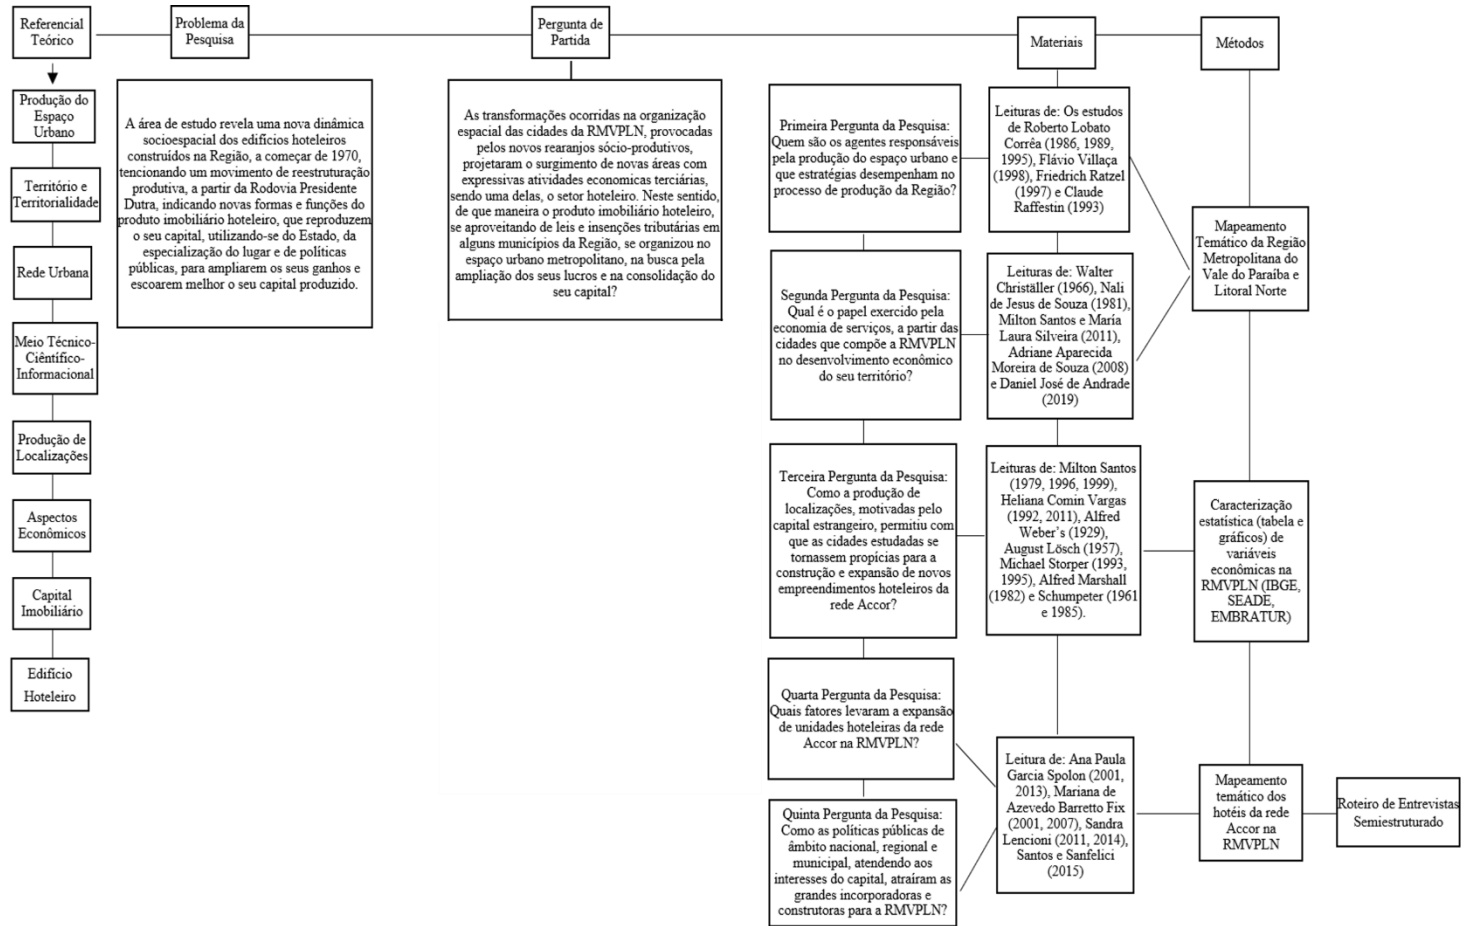 Referencial
Teórico
Problema da
Pesquisa
Pergunta de
Partida
Materiais
Métodos
Produção do
Espaço
Urbano
Território e
Territorialidade
Rede Urbana
Meio Técnico-
Ciêntífico-
Informacional
Produção de
Localizações
Aspectos
Econômicos
Capital
Imobiliário
Edifício
Hoteleiro
A área de estudo revela uma nova dinâmica
socioespacial dos edifícios hoteleiros
construídos na Região, a começar de 1970,
tencionando um movimento de reestruturação
produtiva, a partir da Rodovia Presidente
Dutra, indicando novas formas e funções do
produto imobiliário hoteleiro, que reproduzem
o seu capital, utilizando-se do Estado, da
especialização do lugar e de políticas
públicas, para ampliarem os seus ganhos e
escoarem melhor o seu capital produzido.
As transformações ocorridas na organização
espacial das cidades da RMVPLN, provocadas
pelos novos rearranjos sócio-produtivos,
projetaram o surgimento de novas áreas com
expressivas atividades economicas terciárias,
sendo uma delas, o setor hoteleiro. Neste sentido,
de que maneira o produto imobiliário hoteleiro,
se aproveitando de leis e insenções tributárias em
alguns municípios da Região, se organizou no
espaço urbano metropolitano, na busca pela
ampliação dos seus lucros e na consolidação do
seu capital?
Primeira Pergunta da Pesquisa:
Quem são os agentes responsáveis
pela produção do espaço urbano e
que estratégias desempenham no
processo de produção da Região?
Segunda Pergunta da Pesquisa:
Qual é o papel exercido pela
economia de serviços, a partir das
cidades que compõe a RMVPLN
no desenvolvimento econômico
do seu território?
Terceira Pergunta da Pesquisa:
Como a produção de
localizações, motivadas pelo
capital estrangeiro, permitiu com
que as cidades estudadas se
tornassem propícias para a
construção e expansão de novos
empreendimentos hoteleiros da
rede Accor?
Quarta Pergunta da Pesquisa:
Quais fatores levaram a expansão
de unidades hoteleiras da rede
Accor na RMVPLN?
Quinta Pergunta da Pesquisa:
Como as políticas públicas de
âmbito nacional, regional e
municipal, atendendo aos
interesses do capital, atraíram as
grandes incorporadoras e
construtoras para a RMVPLN?
Leituras de: Os estudos
de Roberto Lobato
Corrêa (1986, 1989,
1995), Flávio Villaça
(1998), Friedrich Ratzel
(1997) e Claude
Raffestin (1993)
Leituras de: Walter
Christäller (1966), Nali
de Jesus de Souza (1981),
Milton Santos e María
Laura Silveira (2011),
Adriane Aparecida
Moreira de Souza (2008)
e Daniel José de Andrade
(2019)
Leituras de: Milton Santos
(1979, 1996, 1999),
Heliana Comin Vargas
(1992, 2011), Alfred
Weber's (1929),
August Lösch (1957),
Michael Storper (1993,
1995), Alfred Marshall
(1982) e Schumpeter (1961
e 1985).
Leitura de: Ana Paula
Garcia Spolon (2001,
2013), Mariana de
Azevedo Barretto Fix
(2001, 2007), Sandra
Lencioni (2011, 2014),
Santos e Sanfelici
(2015)
Mapeamento
Temático da Região
Metropolitana do
Vale do Paraíba e
Litoral Norte
Caracterização
estatística (tabela e
gráficos) de
variáveis
econômicas na
RMVPLN (IBGE,
SEADE,
EMBRATUR)
Mapeamento
temático dos
hotéis da rede
Accor na
RMVPLN
Roteiro de Entrevistas
Semiestruturado